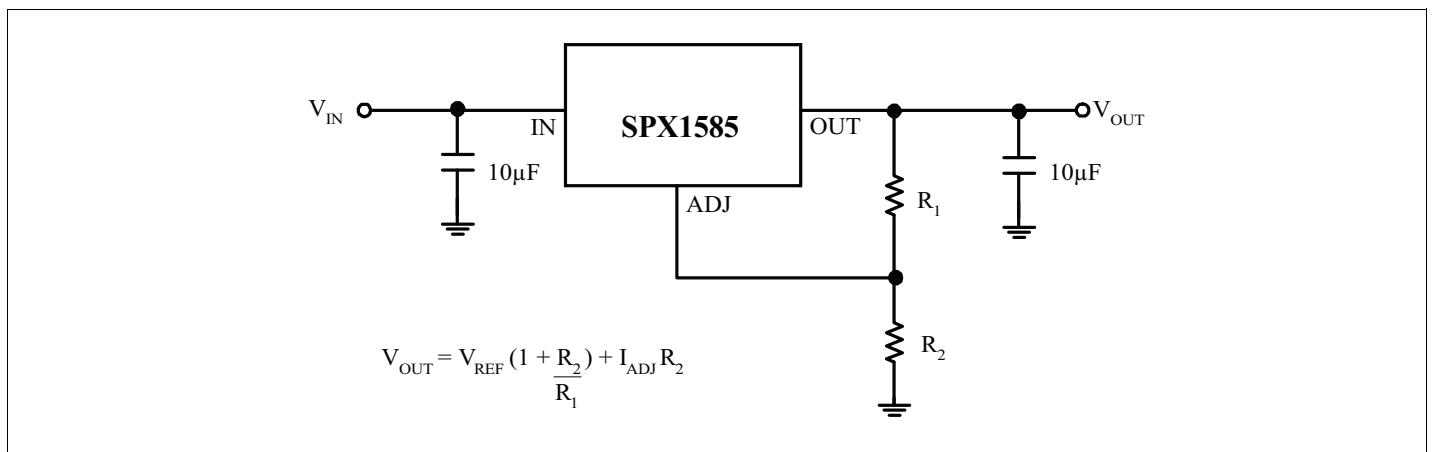 V_IN
IN
SPX1585
OUT
V_OUT
10µF
ADJ
R_1
10µF
R_2
V_OUT = V_REF (1 + R_2) + I_ADJ R_2
R_1